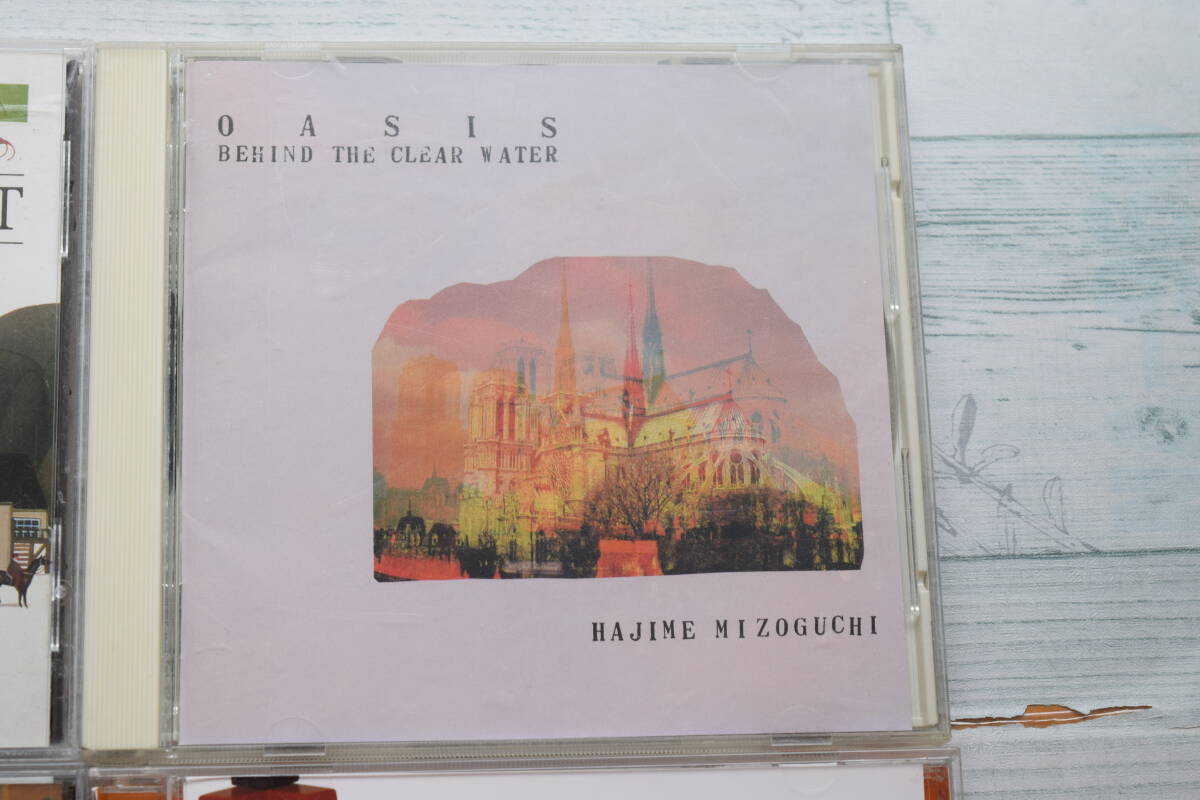 O A S I S
BEHIND THE CLEAR WATER
T
HAJIME MIZOGUCHI